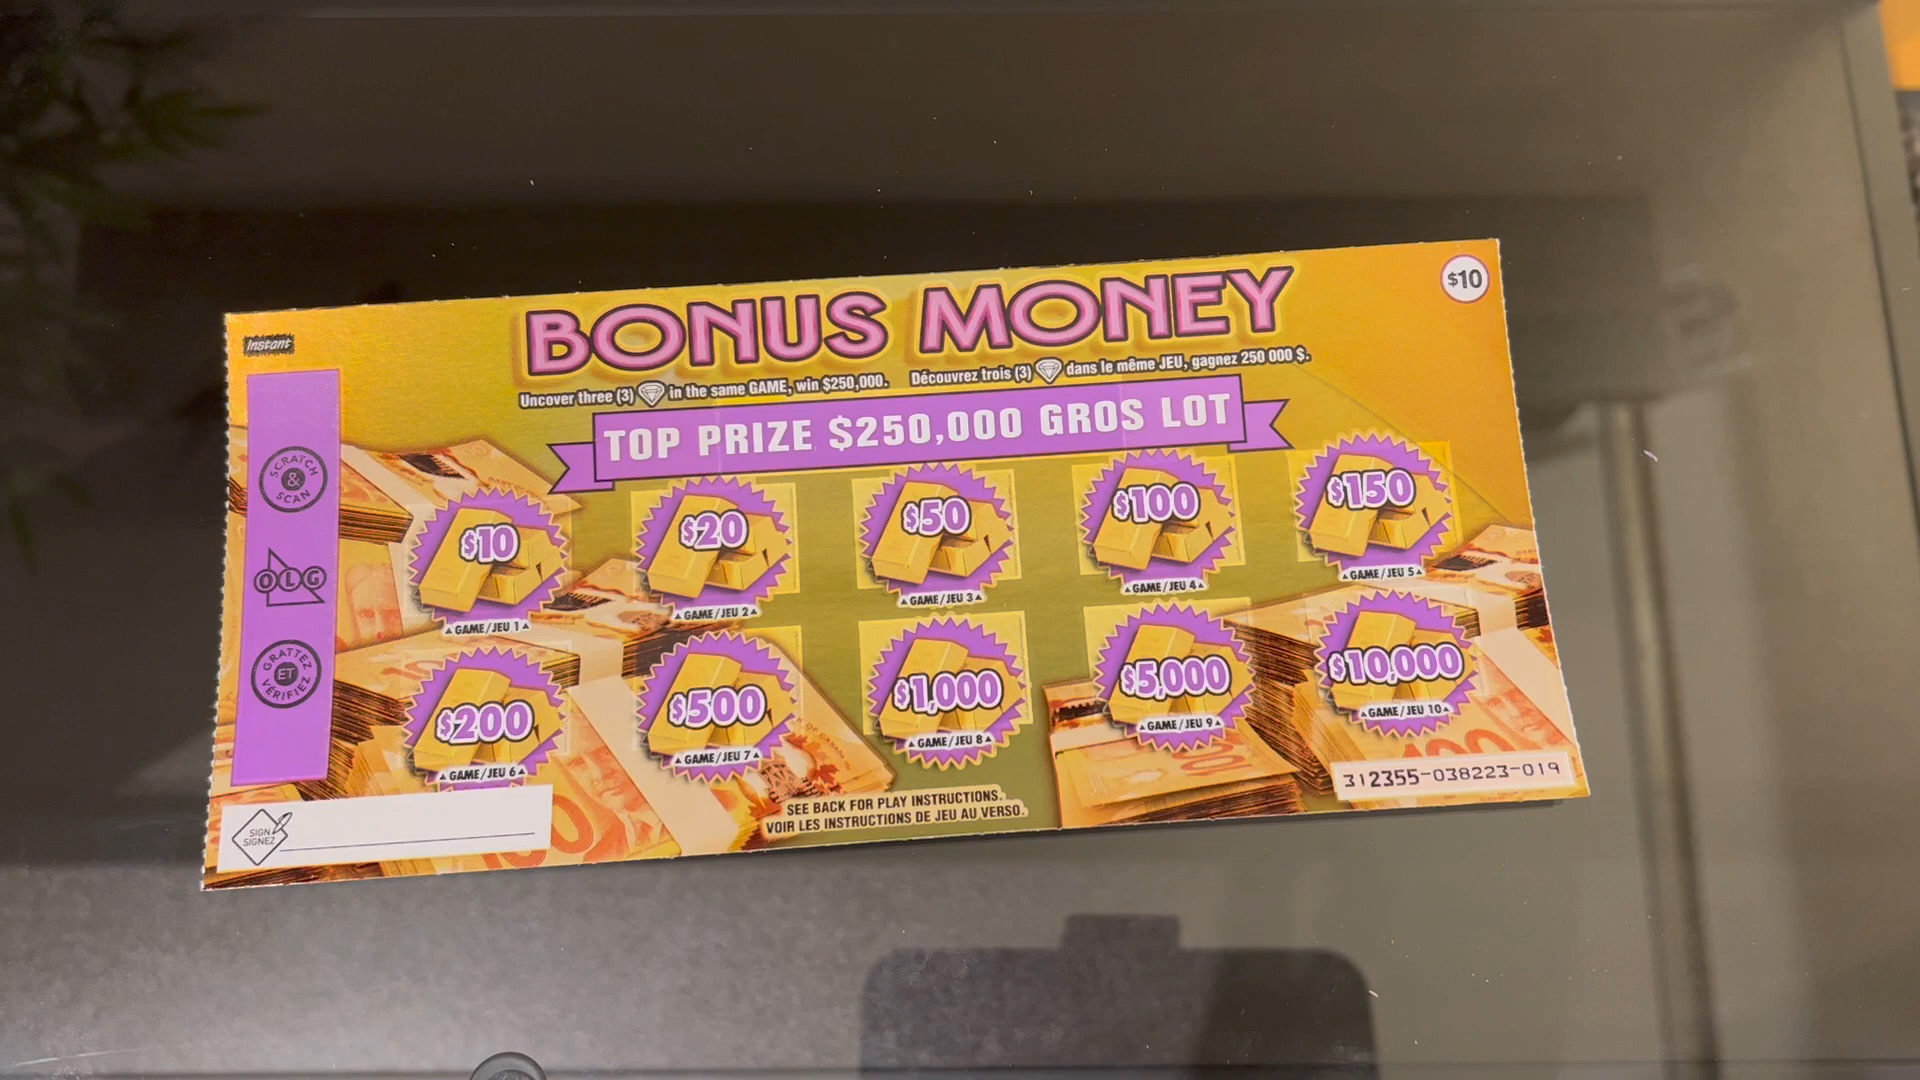 BONUS MONEY
$10
Instant
Uncover three (3) in the same GAME, win $250,000. Découvrez trois (3) dans le même JEU, gagnez 250 000 $.
TOP PRIZE $250,000 GROS LOT
SCRATCH & SCAN
OLG
GRATTEZ ET VÉRIFIEZ
$10 $20 $50 $100 $150
GAME/JEU 1 GAME/JEU 2 GAME/JEU 3 GAME/JEU 4 GAME/JEU 5
$200 $500 $1,000 $5,000 $10,000
GAME/JEU 6 GAME/JEU 7 GAME/JEU 8 GAME/JEU 9 GAME/JEU 10
312355-038223-019
SEE BACK FOR PLAY INSTRUCTIONS.
VOIR LES INSTRUCTIONS DE JEU AU VERSO.
SIGN
SIGNEZ
100
100